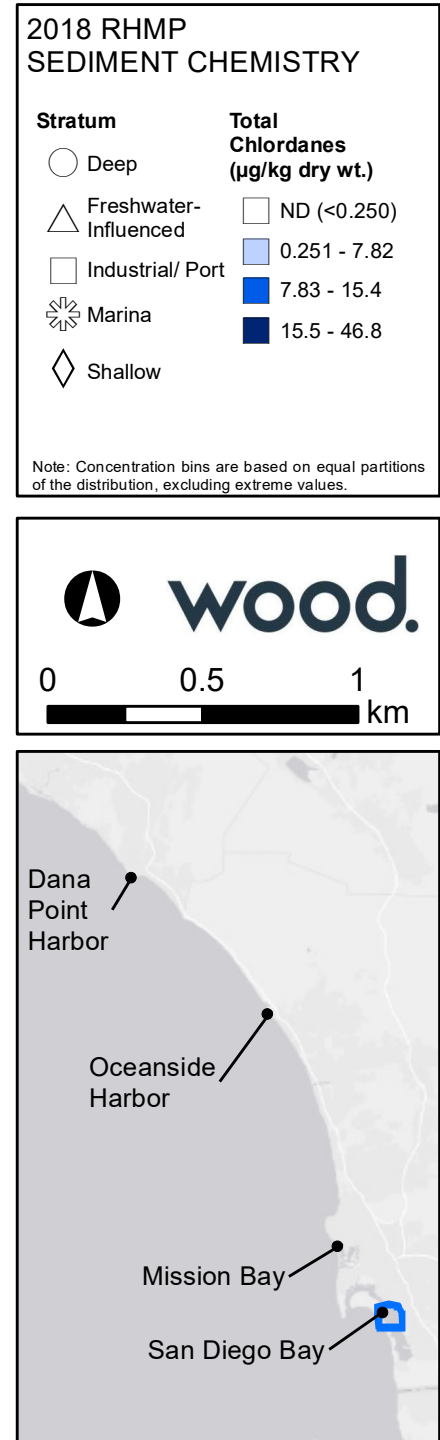 2018 RHMP
SEDIMENT CHEMISTRY
Stratum
Deep
Freshwater-
Influenced
Industrial/ Port
Marina
Shallow
Total
Chlordanes
(µg/kg dry wt.)
ND (<0.250)
0.251 - 7.82
7.83 - 15.4
15.5 - 46.8
Note: Concentration bins are based on equal partitions
of the distribution, excluding extreme values.
wood.
0 0.5 1
km
Dana
Point
Harbor
Oceanside
Harbor
Mission Bay
San Diego Bay